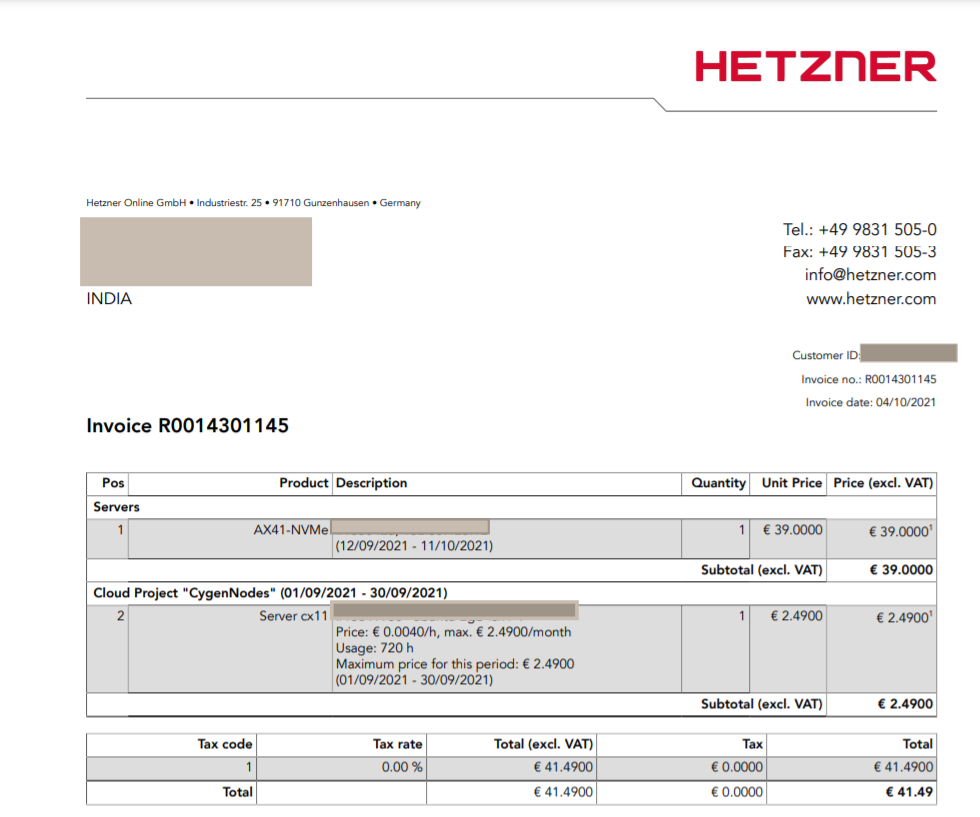 HETZNER
Hetzner Online GmbH • Industriestr. 25 • 91710 Gunzenhausen • Germany
INDIA
Tel.: +49 9831 505-0
Fax: +49 9831 505-3
info@hetzner.com
www.hetzner.com
Customer ID:
Invoice no.: R0014301145
Invoice date: 04/10/2021
Invoice R0014301145
Pos Product Description Quantity Unit Price Price (excl. VAT)
Servers
1 AX41-NVMe 1 € 39.0000 € 39.0000¹
(12/09/2021 - 11/10/2021)
Subtotal (excl. VAT) € 39.0000
Cloud Project "CygenNodes" (01/09/2021 - 30/09/2021)
2 Server cx11 1 € 2.4900 € 2.4900¹
Price: € 0.0040/h, max. € 2.4900/month
Usage: 720 h
Maximum price for this period: € 2.4900
(01/09/2021 - 30/09/2021)
Subtotal (excl. VAT) € 2.4900
Tax code Tax rate Total (excl. VAT) Tax Total
1 0.00 % € 41.4900 € 0.0000 € 41.4900
Total € 41.4900 € 0.0000 € 41.49